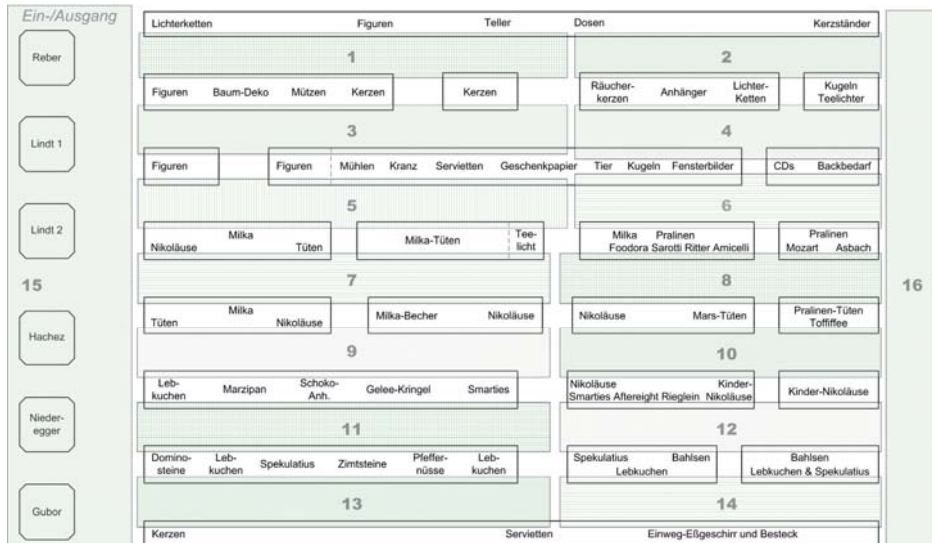 Ein-/Ausgang
Lichterketten Figuren Teller Dosen Kerzständer
Reber
1 2
Figuren Baum-Deko Mützen Kerzen
Kerzen
Räucher-
kerzen
Anhänger
Lichter-
Ketten
Kugeln
Teelichter
3 4
Lindt 1
Figuren
Figuren Mühlen Kranz Servietten Geschenkpapier Tier Kugeln Fensterbilder
CDs Backbedarf
5 6
Lindt 2
Milka
Nikoläuse Tüten
Milka-Tüten
Tee-
licht
Milka Pralinen
Foodora Sarotti Ritter Amicelli
Pralinen
Mozart Asbach
15 7 8 16
Milka
Tüten Nikoläuse
Milka-Becher Nikoläuse
Nikoläuse Mars-Tüten
Pralinen-Tüten
Toffiffee
Hachez
9 10
Leb-
kuchen
Marzipan
Schoko-
Anh.
Gelee-Kringel
Smarties
Nikoläuse Kinder-
Smarties Aftereight Rieglein Nikoläuse
Kinder-Nikoläuse
Nieder-
egger
11 12
Domino-
steine
Leb-
kuchen
Spekulatius
Zimtsteine
Pfeffer-
nüsse
Leb-
kuchen
Spekulatius Bahlsen
Lebkuchen
Bahlsen
Lebkuchen & Spekulatius
Gubor
13 14
Kerzen Servietten Einweg-Eßgeschirr und Besteck